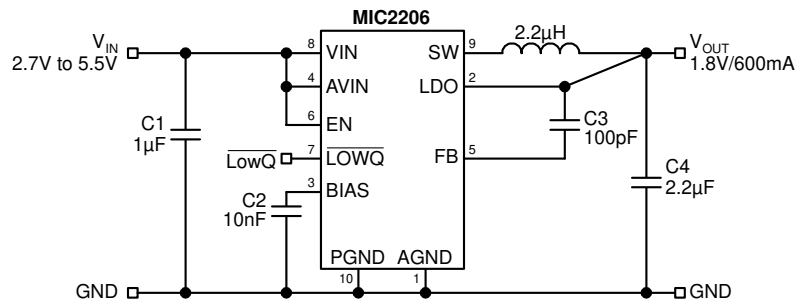 MIC2206
V_IN
2.7V to 5.5V
8 VIN
SW 9
2.2µH
V_OUT
1.8V/600mA
4 AVIN
LDO 2
6 EN
C1
1µF
C3
100pF
LowQ
7 LOWQ
FB 5
3 BIAS
C2
10nF
C4
2.2µF
PGND AGND
10 1
GND
GND